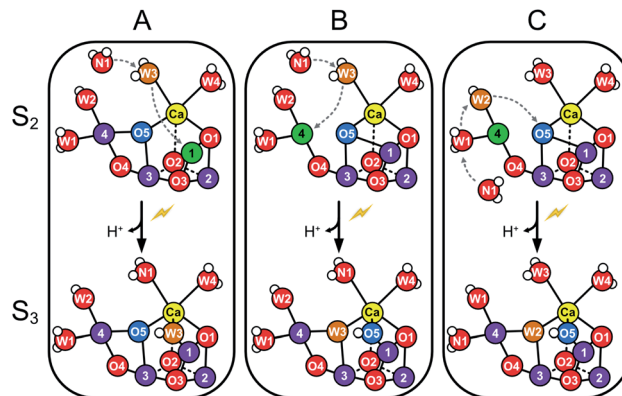 A B C
S2
N1 W3 W4 W2 Ca 4 O5 W1 O1 1 O2 O4 3 O3 2
N1 W3 W4 W2 Ca 4 O5 W1 O1 1 O2 O4 3 O3 2
W3 W4 W2 Ca W1 4 O5 O1 1 O2 O4 N1 3 O3 2
H+ H+ H+
S3
N1 W4 W2 Ca 4 O5 W3 W1 O1 1 O2 O4 3 O3 2
N1 W4 W2 Ca 4 W3 O5 W1 O1 1 O2 O4 3 O3 2
W3 W4 W1 Ca 4 W2 O5 N1 O1 1 O2 O4 3 O3 2